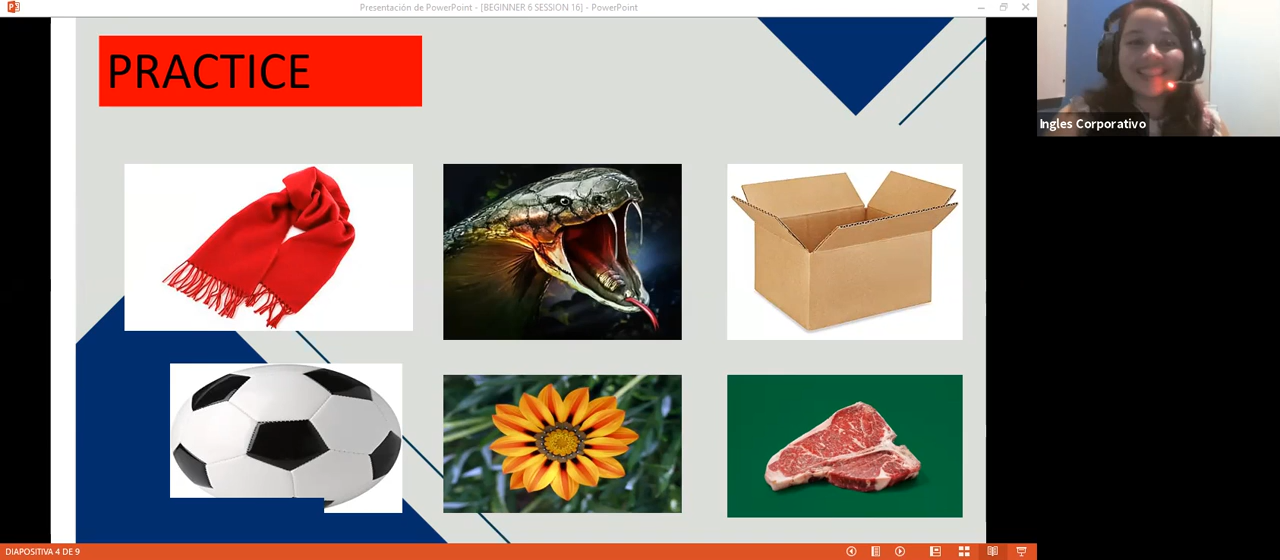 Presentación de PowerPoint - [BEGINNER 6 SESSION 16] - PowerPoint
PRACTICE
Ingles Corporativo
DIAPOSITIVA 4 DE 9